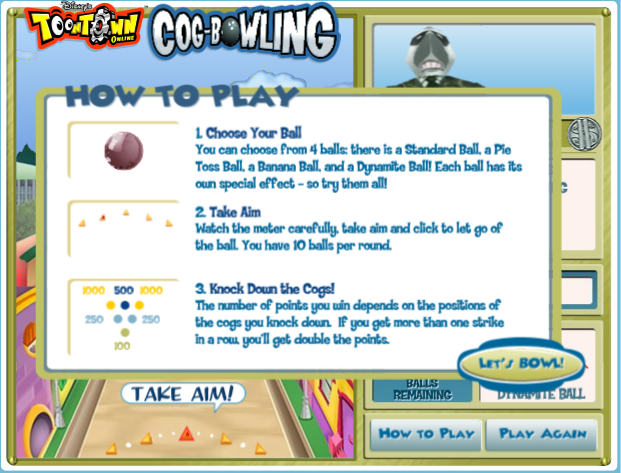 Disney's
TOONTOWN
ONLINE
COG-BOWLING
HOW TO PLAY
1. Choose Your Ball
You can choose from 4 balls: there is a Standard Ball, a Pie
Toss Ball, a Banana Ball, and a Dynamite Ball! Each ball has its
own special effect – so try them all!
2. Take Aim
Watch the meter carefully, take aim and click to let go of
the ball. You have 10 balls per round.
1000 500 1000
250 250
100
3. Knock Down the Cogs!
The number of points you win depends on the positions of
the cogs you knock down. If you get more than one strike
in a row, you'll get double the points.
LET'S BOWL!
TAKE AIM!
BALLS
REMAINING
DYNAMITE BALL
HOW TO PLAY
PLAY AGAIN